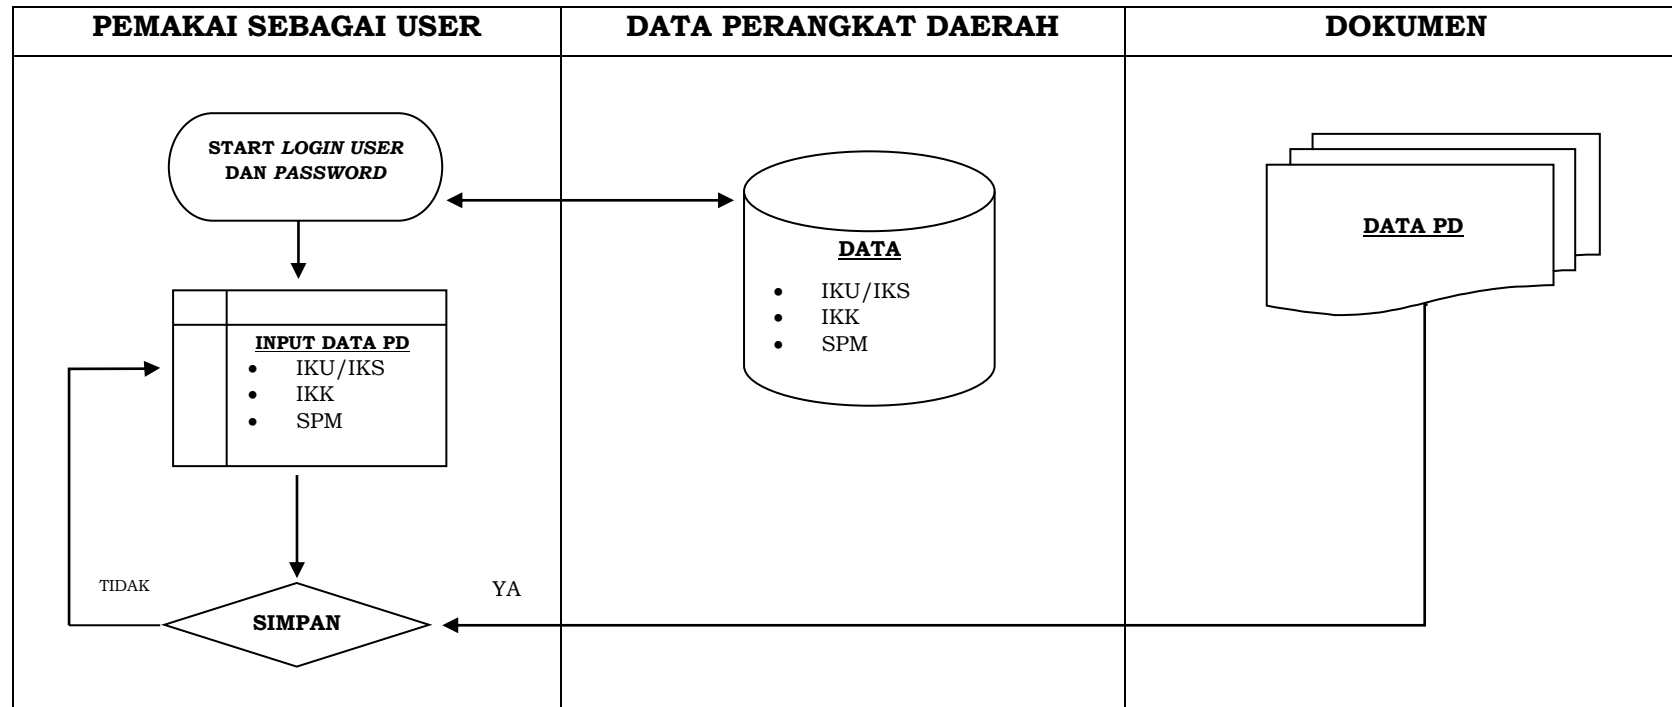 PEMAKAI SEBAGAI USER
DATA PERANGKAT DAERAH
DOKUMEN
START LOGIN USER
DAN PASSWORD
INPUT DATA PD
• IKU/IKS
• IKK
• SPM
TIDAK
SIMPAN
YA
DATA
• IKU/IKS
• IKK
• SPM
DATA PD